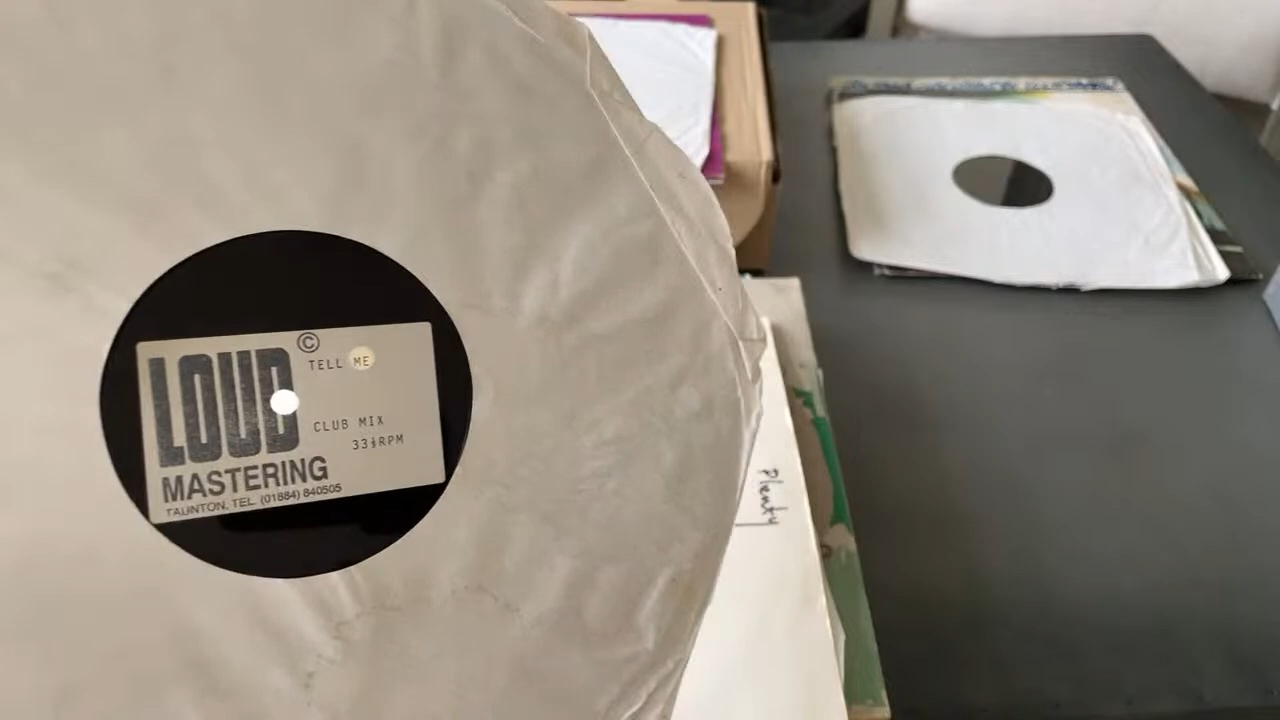 LOUD ©
TELL ME
CLUB MIX
33⅓RPM
MASTERING
TAUNTON, TEL. (01884) 840505
Plenty